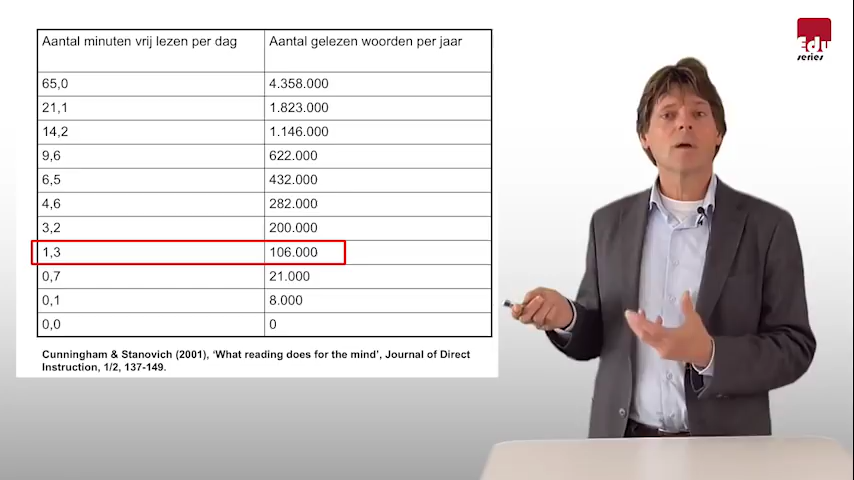 Edu
series
Aantal minuten vrij lezen per dag Aantal gelezen woorden per jaar
65,0 4.358.000
21,1 1.823.000
14,2 1.146.000
9,6 622.000
6,5 432.000
4,6 282.000
3,2 200.000
1,3 106.000
0,7 21.000
0,1 8.000
0,0 0
Cunningham & Stanovich (2001), ‘What reading does for the mind’, Journal of Direct
Instruction, 1/2, 137-149.